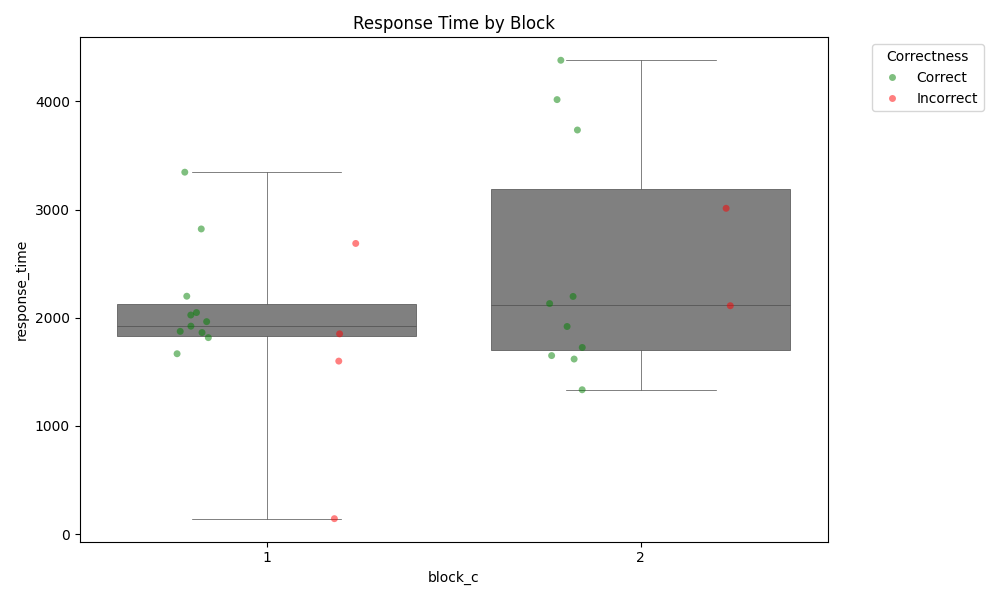 Response Time by Block
Correctness
Correct
Incorrect
response_time
4000
3000
2000
1000
0
1
2
block_c